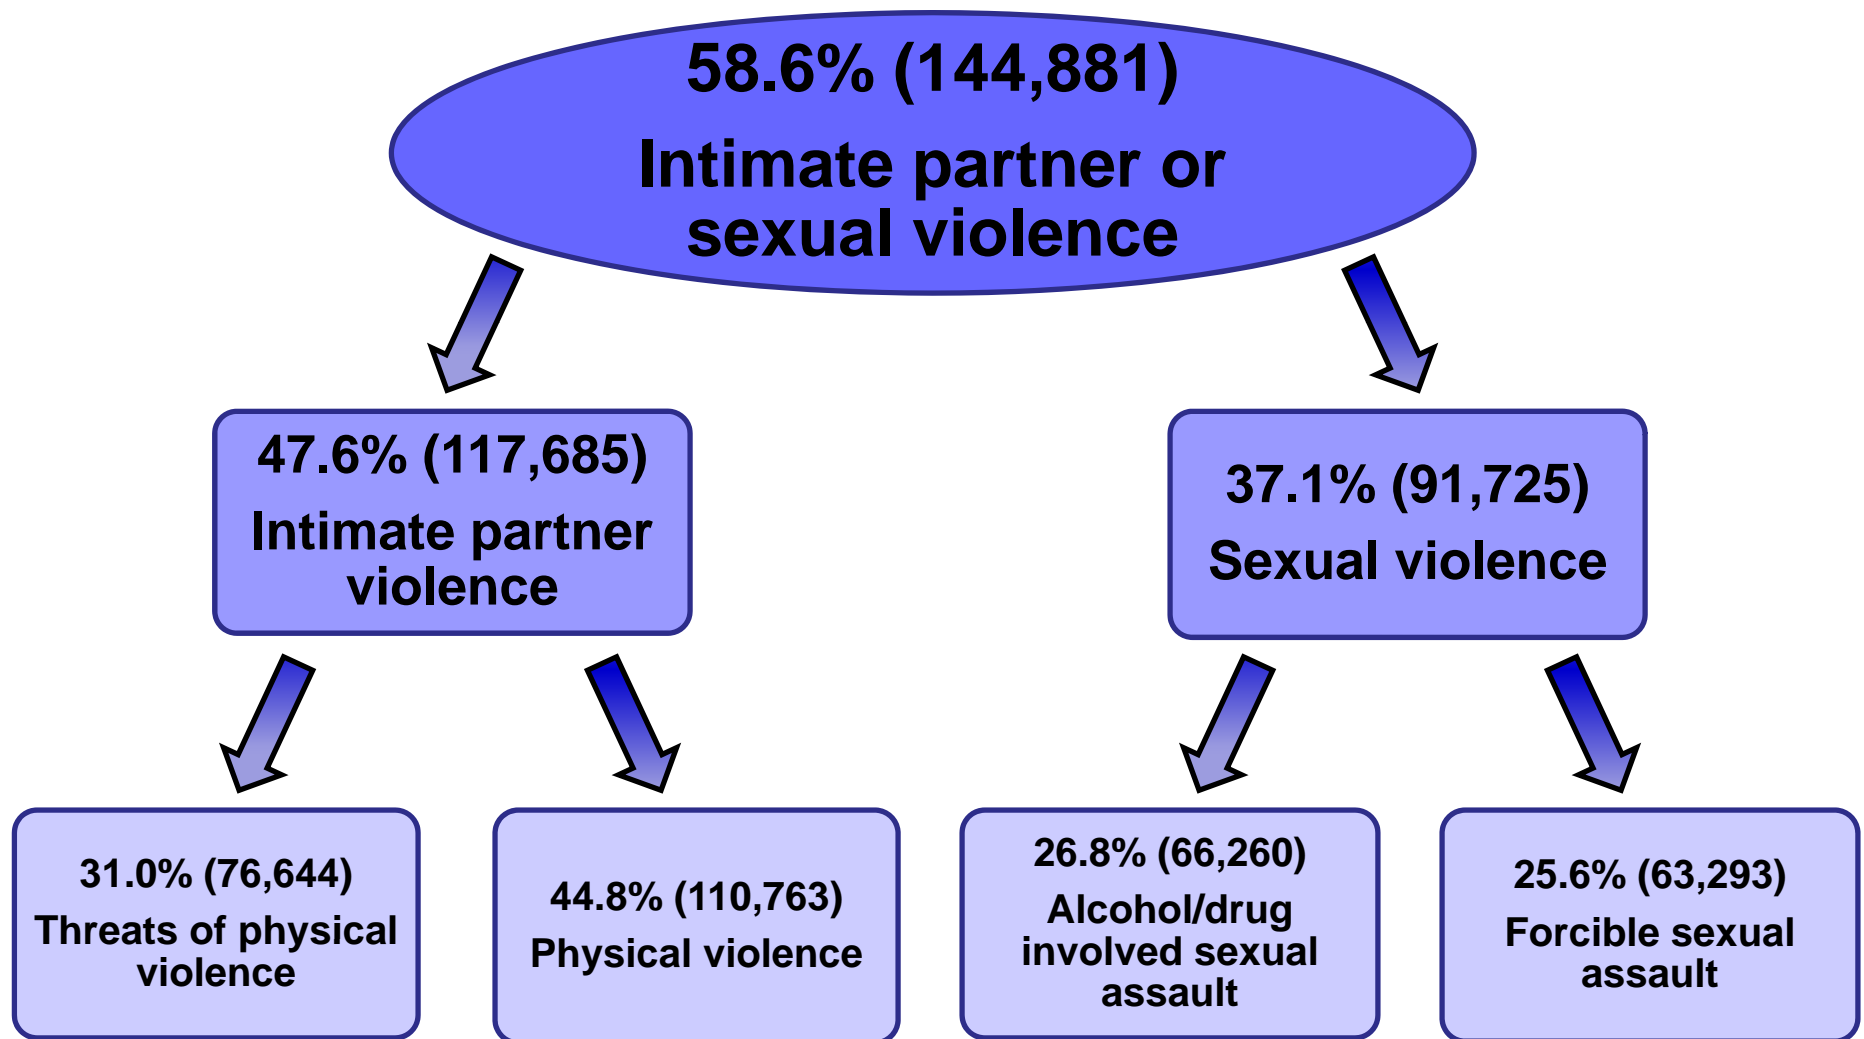 58.6% (144,881)
Intimate partner or
sexual violence
47.6% (117,685)
Intimate partner
violence
37.1% (91,725)
Sexual violence
31.0% (76,644)
Threats of physical
violence
44.8% (110,763)
Physical violence
26.8% (66,260)
Alcohol/drug
involved sexual
assault
25.6% (63,293)
Forcible sexual
assault